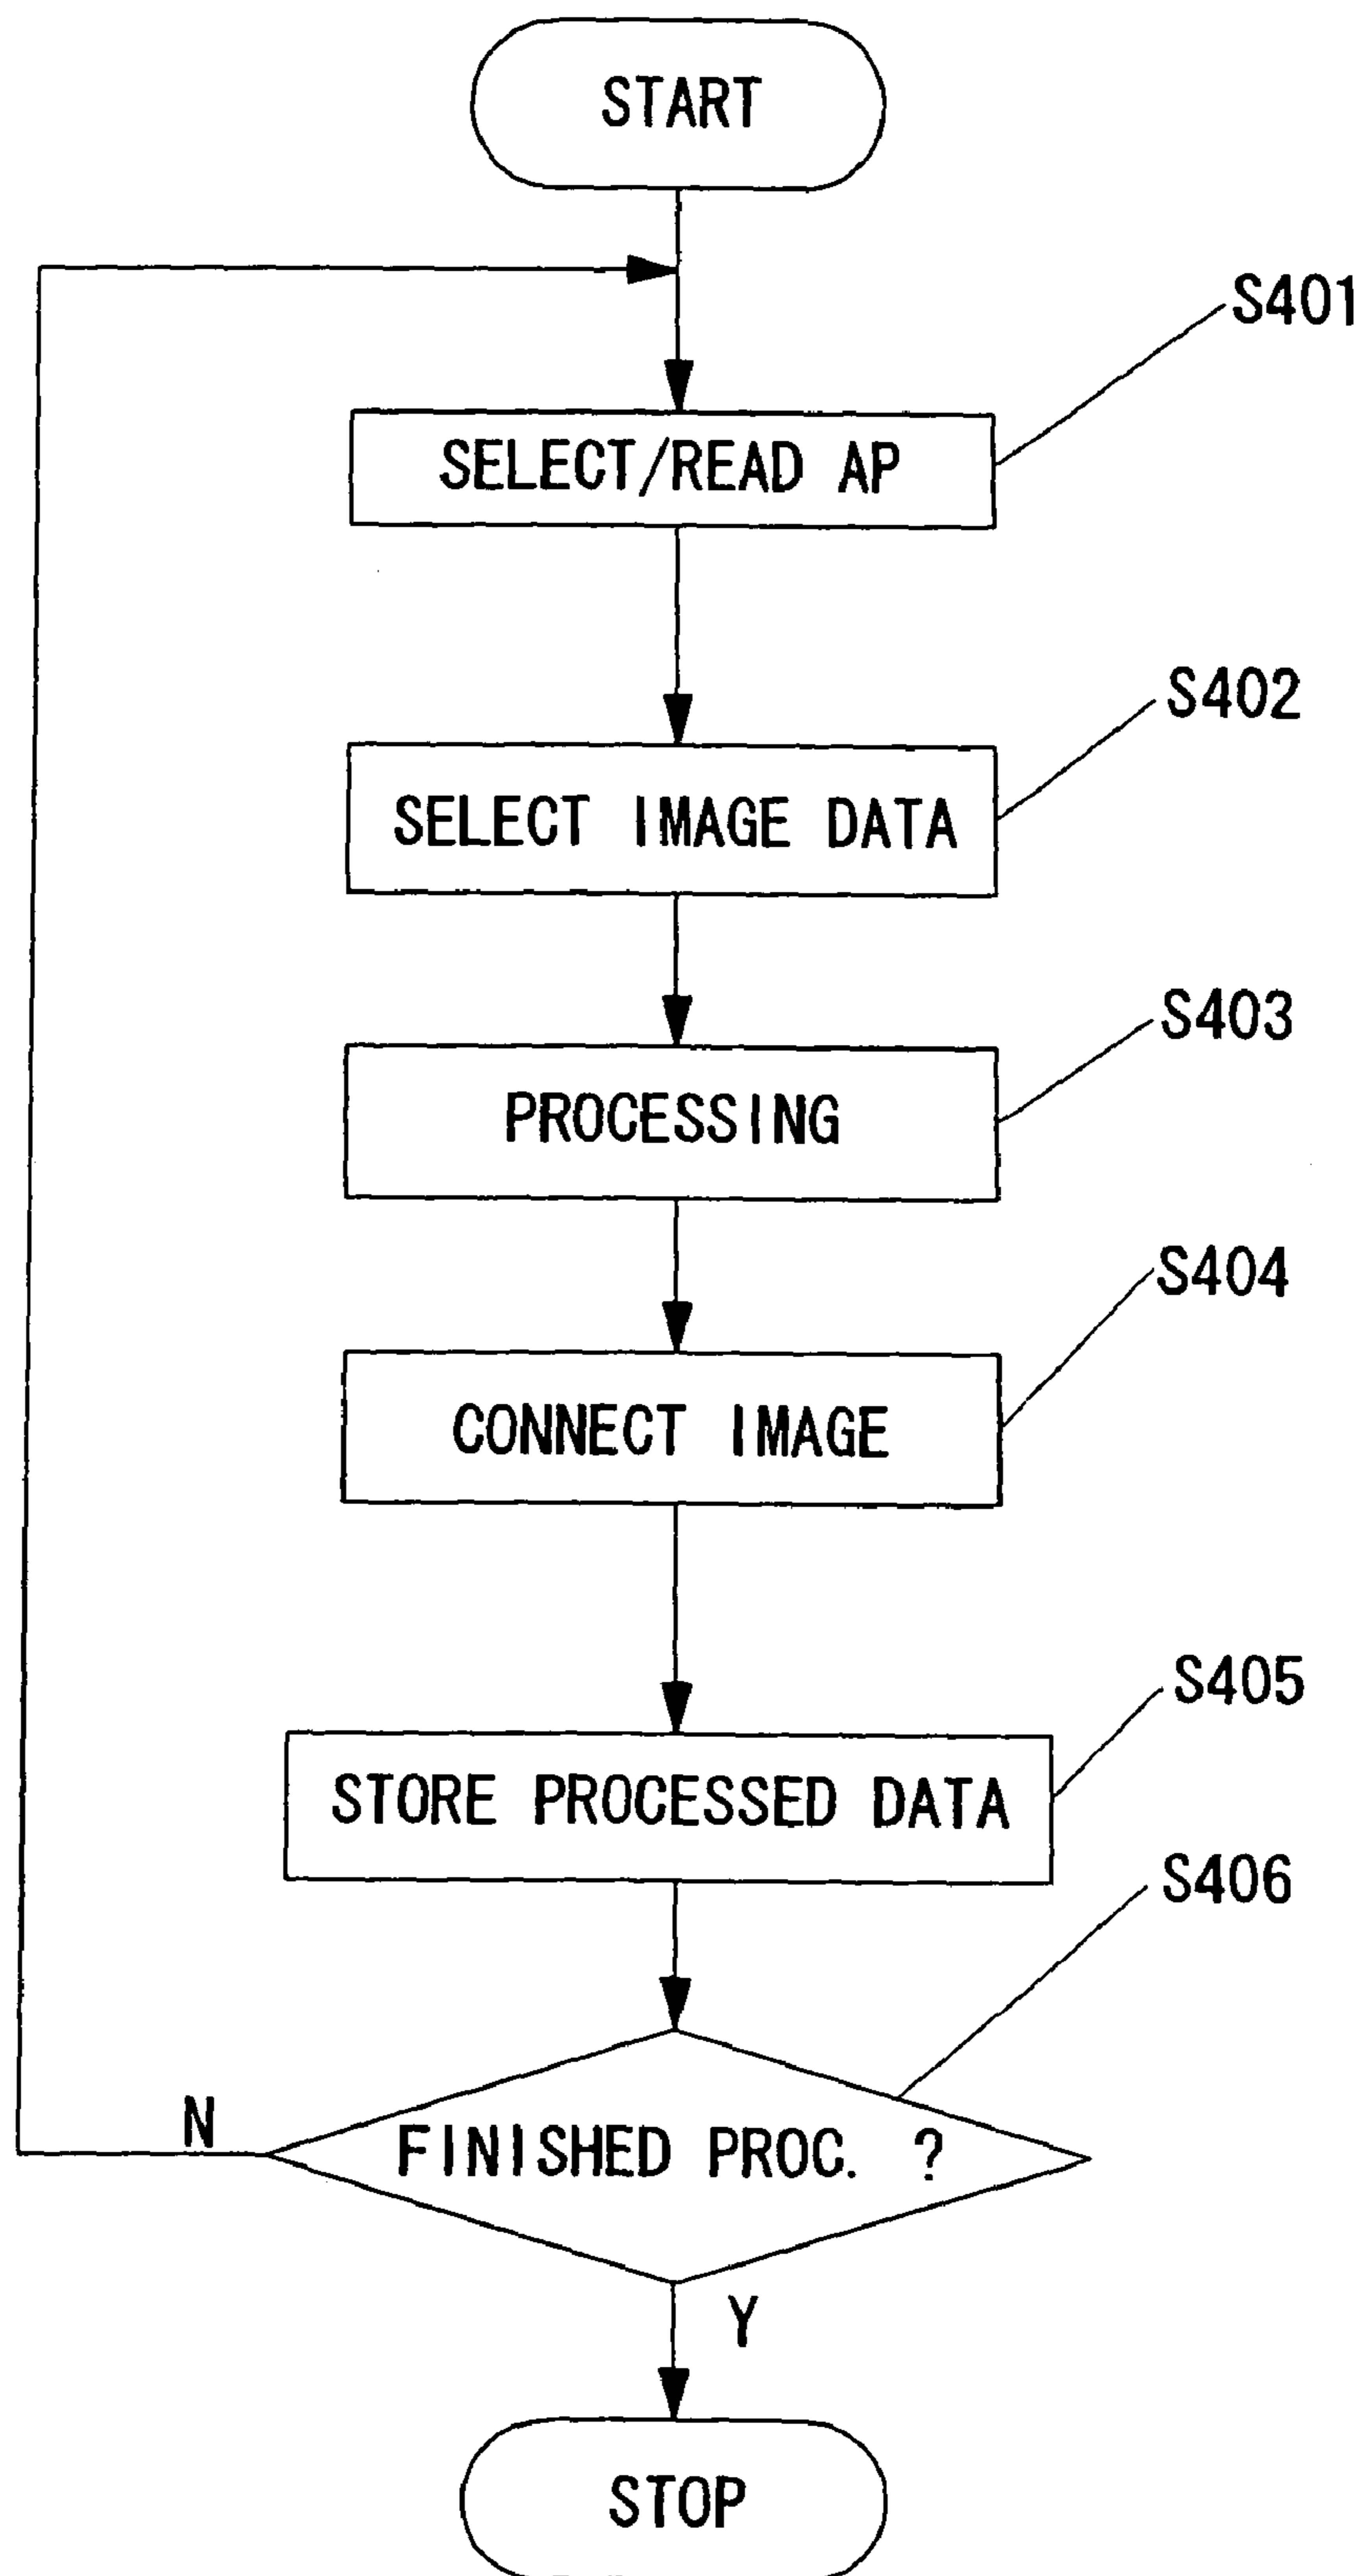 START
S401
SELECT/READ AP
S402
SELECT IMAGE DATA
S403
PROCESSING
S404
CONNECT IMAGE
S405
STORE PROCESSED DATA
S406
N
FINISHED PROC. ?
Y
STOP